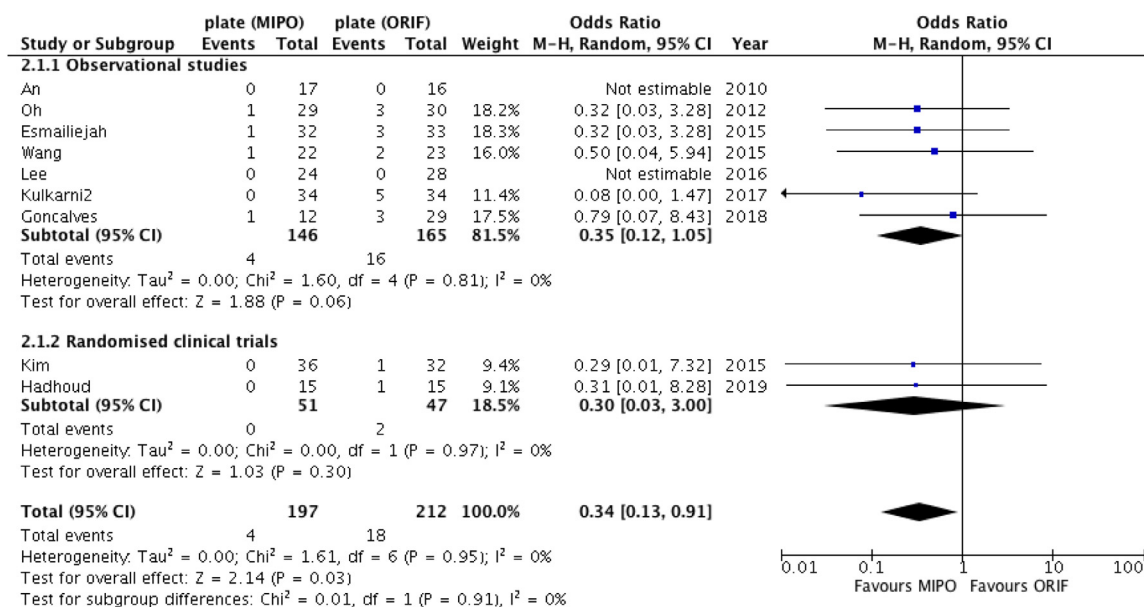 plate (MIPO) plate (ORIF) Odds Ratio Odds Ratio
Study or Subgroup Events Total Events Total Weight M-H, Random, 95% CI Year M-H, Random, 95% CI
2.1.1 Observational studies
An 0 17 0 16 Not estimable 2010
Oh 1 29 3 30 18.2% 0.32 [0.03, 3.28] 2012
Esmailiejah 1 32 3 33 18.3% 0.32 [0.03, 3.28] 2015
Wang 1 22 2 23 16.0% 0.50 [0.04, 5.94] 2015
Lee 0 24 0 28 Not estimable 2016
Kulkarni2 0 34 5 34 11.4% 0.08 [0.00, 1.47] 2017
Goncalves 1 12 3 29 17.5% 0.79 [0.07, 8.43] 2018
Subtotal (95% CI) 146 165 81.5% 0.35 [0.12, 1.05]
Total events 4 16
Heterogeneity: Tau² = 0.00; Chi² = 1.60, df = 4 (P = 0.81); I² = 0%
Test for overall effect: Z = 1.88 (P = 0.06)
2.1.2 Randomised clinical trials
Kim 0 36 1 32 9.4% 0.29 [0.01, 7.32] 2015
Hadhoud 0 15 1 15 9.1% 0.31 [0.01, 8.28] 2019
Subtotal (95% CI) 51 47 18.5% 0.30 [0.03, 3.00]
Total events 0 2
Heterogeneity: Tau² = 0.00; Chi² = 0.00, df = 1 (P = 0.97); I² = 0%
Test for overall effect: Z = 1.03 (P = 0.30)
Total (95% CI) 197 212 100.0% 0.34 [0.13, 0.91]
Total events 4 18
Heterogeneity: Tau² = 0.00; Chi² = 1.61, df = 6 (P = 0.95); I² = 0%
Test for overall effect: Z = 2.14 (P = 0.03)
Test for subgroup differences: Chi² = 0.01, df = 1 (P = 0.91), I² = 0%
0.01 0.1 1 10 100
Favours MIPO Favours ORIF